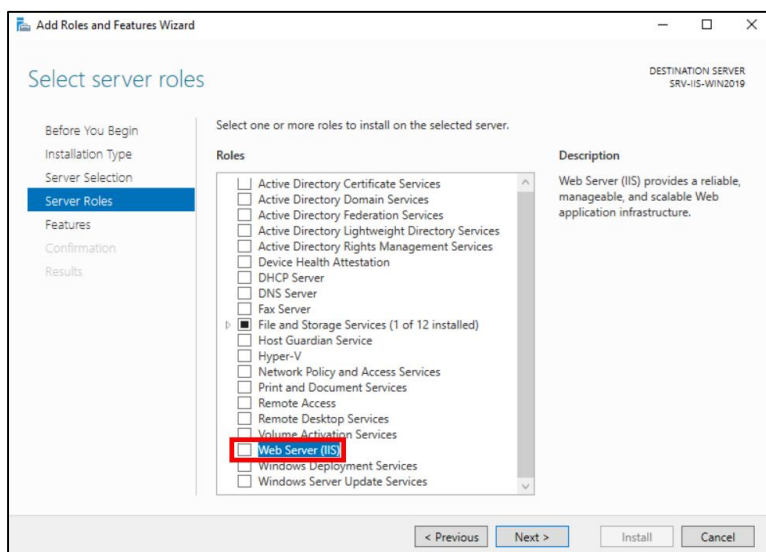 Add Roles and Features Wizard
Select server roles
DESTINATION SERVER
SRV-IIS-WIN2019
Before You Begin
Installation Type
Server Selection
Server Roles
Features
Confirmation
Results
Select one or more roles to install on the selected server.
Roles
Active Directory Certificate Services
Active Directory Domain Services
Active Directory Federation Services
Active Directory Lightweight Directory Services
Active Directory Rights Management Services
Device Health Attestation
DHCP Server
DNS Server
Fax Server
File and Storage Services (1 of 12 installed)
Host Guardian Service
Hyper-V
Network Policy and Access Services
Print and Document Services
Remote Access
Remote Desktop Services
Volume Activation Services
Web Server (IIS)
Windows Deployment Services
Windows Server Update Services
Description
Web Server (IIS) provides a reliable,
manageable, and scalable Web
application infrastructure.
< Previous
Next >
Install
Cancel